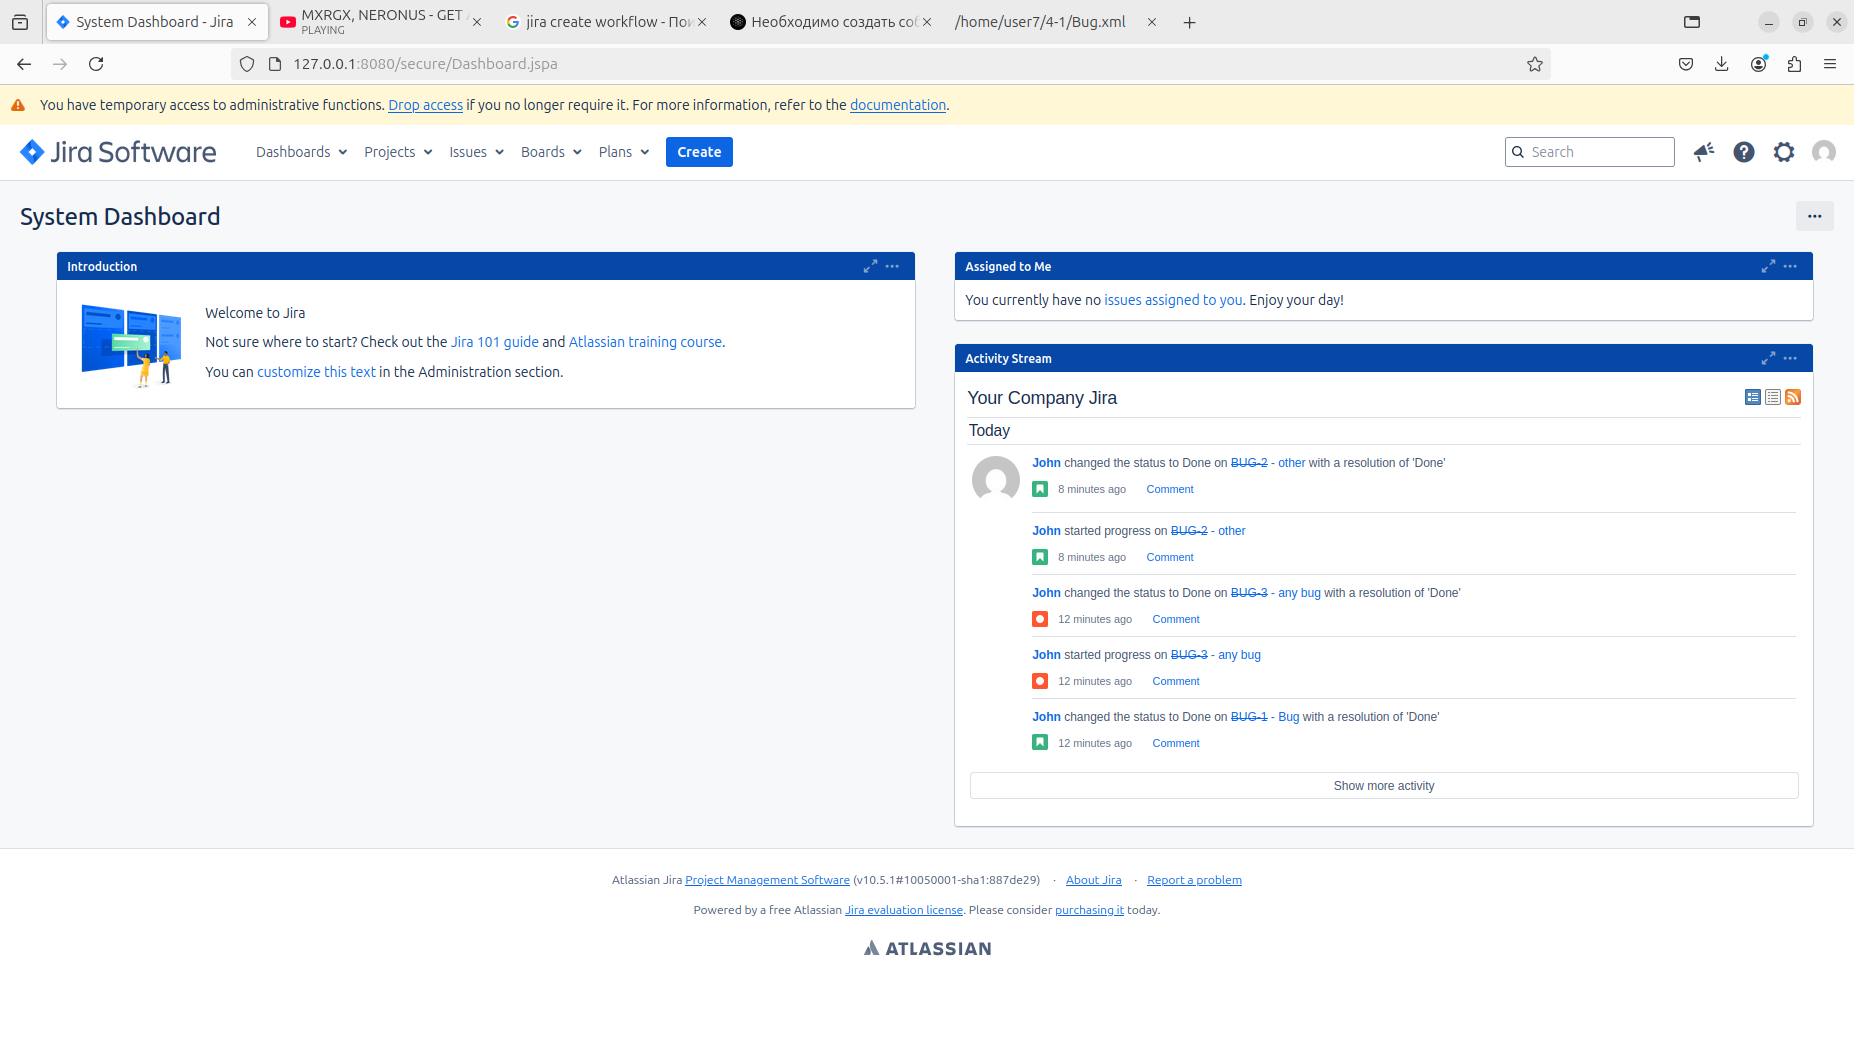 System Dashboard - Jira
MXRGX, NERONUS - GET
PLAYING
jira create workflow - Пои
Необходимо создать соб
/home/user7/4-1/Bug.xml
127.0.0.1:8080/secure/Dashboard.jspa
You have temporary access to administrative functions. Drop access if you no longer require it. For more information, refer to the documentation.
Jira Software
Dashboards
Projects
Issues
Boards
Plans
Create
Search
System Dashboard
Introduction
Welcome to Jira
Not sure where to start? Check out the Jira 101 guide and Atlassian training course.
You can customize this text in the Administration section.
Assigned to Me
You currently have no issues assigned to you. Enjoy your day!
Activity Stream
Your Company Jira
Today
John changed the status to Done on BUG-2 - other with a resolution of 'Done'
8 minutes ago Comment
John started progress on BUG-2 - other
8 minutes ago Comment
John changed the status to Done on BUG-3 - any bug with a resolution of 'Done'
12 minutes ago Comment
John started progress on BUG-3 - any bug
12 minutes ago Comment
John changed the status to Done on BUG-1 - Bug with a resolution of 'Done'
12 minutes ago Comment
Show more activity
Atlassian Jira Project Management Software (v10.5.1#10050001-sha1:887de29) · About Jira · Report a problem
Powered by a free Atlassian Jira evaluation license. Please consider purchasing it today.
ATLASSIAN